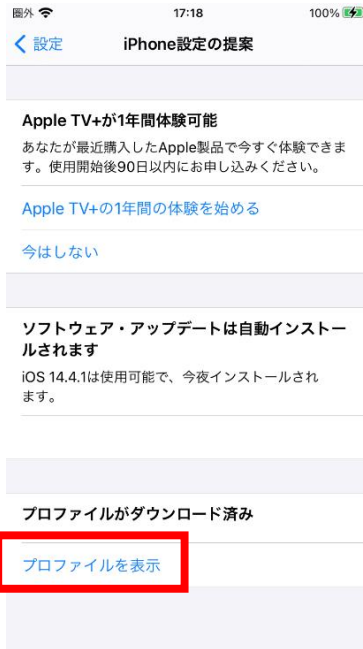 圏外 17:18 100%
設定 iPhone設定の提案
Apple TV+が1年間体験可能
あなたが最近購入したApple製品で今すぐ体験できま
す。使用開始後90日以内にお申し込みください。
Apple TV+の1年間の体験を始める
今はしない
ソフトウェア・アップデートは自動インストー
ルされます
iOS 14.4.1は使用可能で、今夜インストールされ
ます。
プロファイルがダウンロード済み
プロファイルを表示